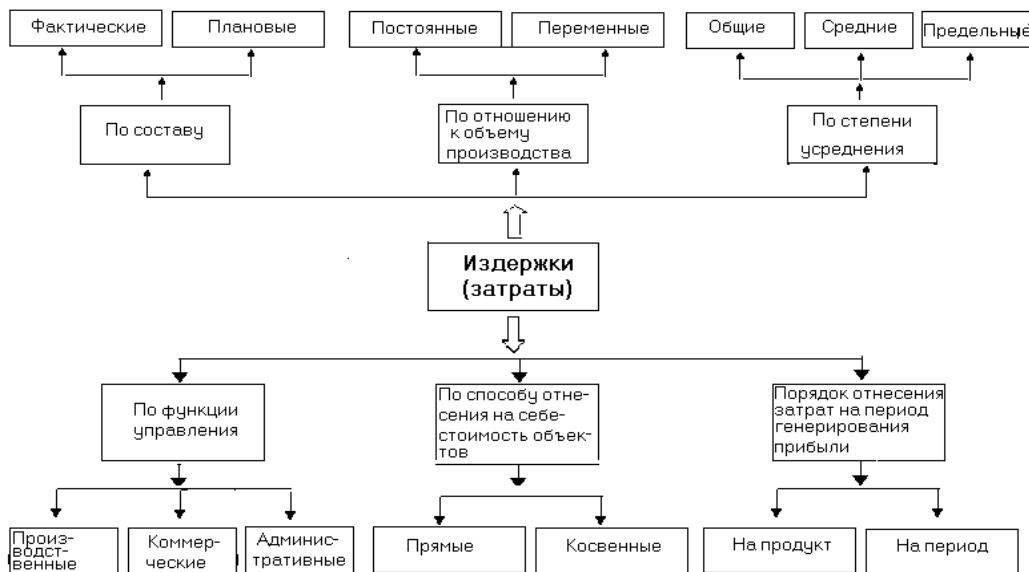 Фактические
Плановые
Постоянные
Переменные
Общие
Средние
Предельные
По составу
По отношению
к объему
производства
По степени
усреднения
Издержки
(затраты)
По функции
управления
По способу отне-
сения на себе-
стоимость объек-
тов
Порядок отнесения
затрат на период
генерирования
прибыли
Произ-
водст-
венные
Коммер-
ческие
Админис-
тративные
Прямые
Косвенные
На продукт
На период